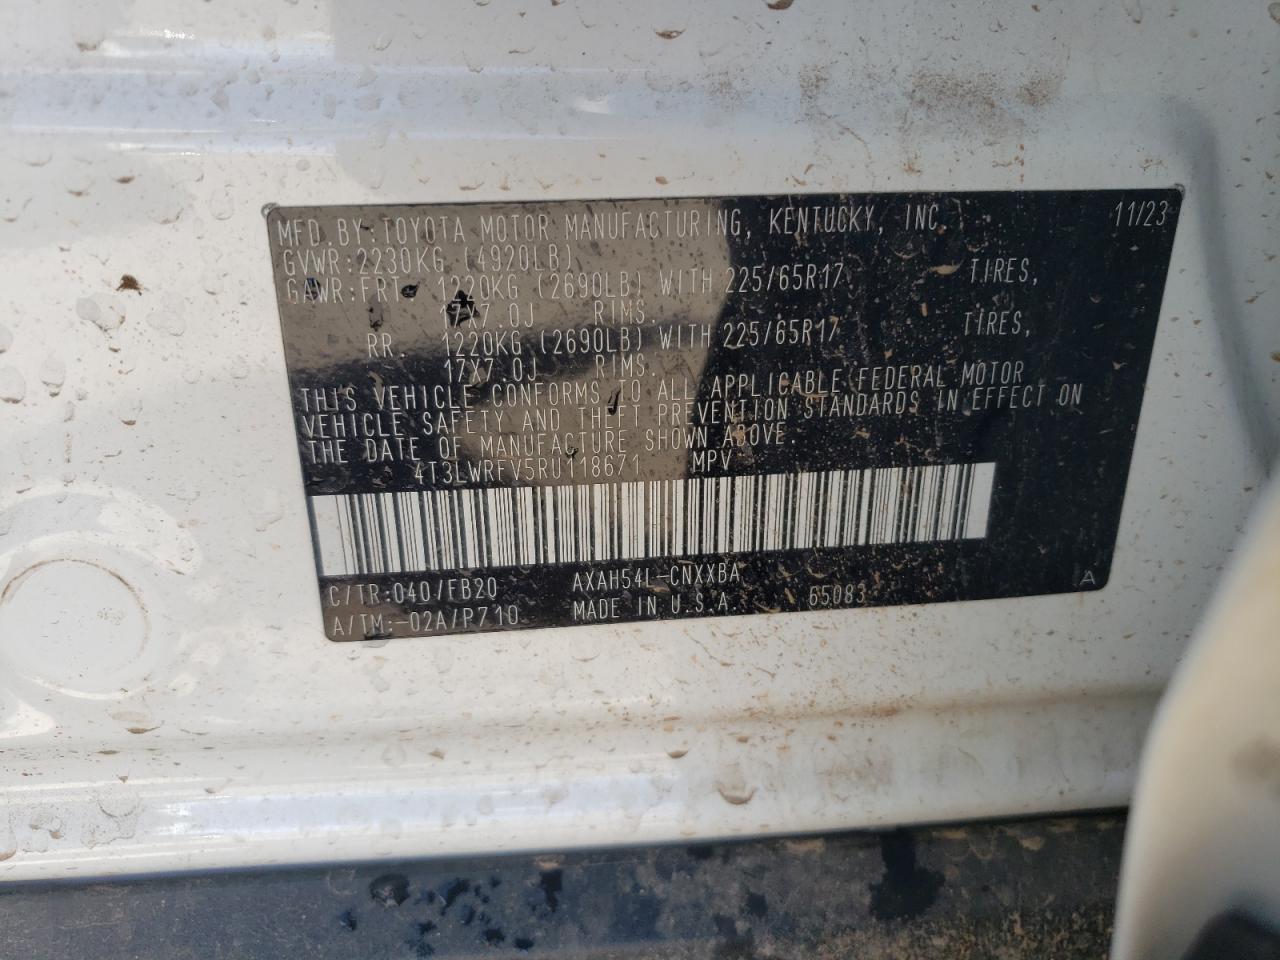 MFD.BY:TOYOTA MOTOR MANUFACTURING, KENTUCKY, INC. 11/23
GVWR:2230KG (4920LB)
GAWR:FRT. 1220KG (2690LB) WITH 225/65R17 TIRES,
17X7.0J RIMS.
RR. 1220KG (2690LB) WITH 225/65R17 TIRES,
17X7.0J RIMS.
THIS VEHICLE CONFORMS TO ALL APPLICABLE FEDERAL MOTOR
VEHICLE SAFETY AND THEFT PREVENTION STANDARDS IN EFFECT ON
THE DATE OF MANUFACTURE SHOWN ABOVE.
4T3LWRFV5RU118671 MPV
C/TR:040/FB20 AXAH54L-CNXXBA
A/TM:-02A/P710 MADE IN U.S.A. 65083 A